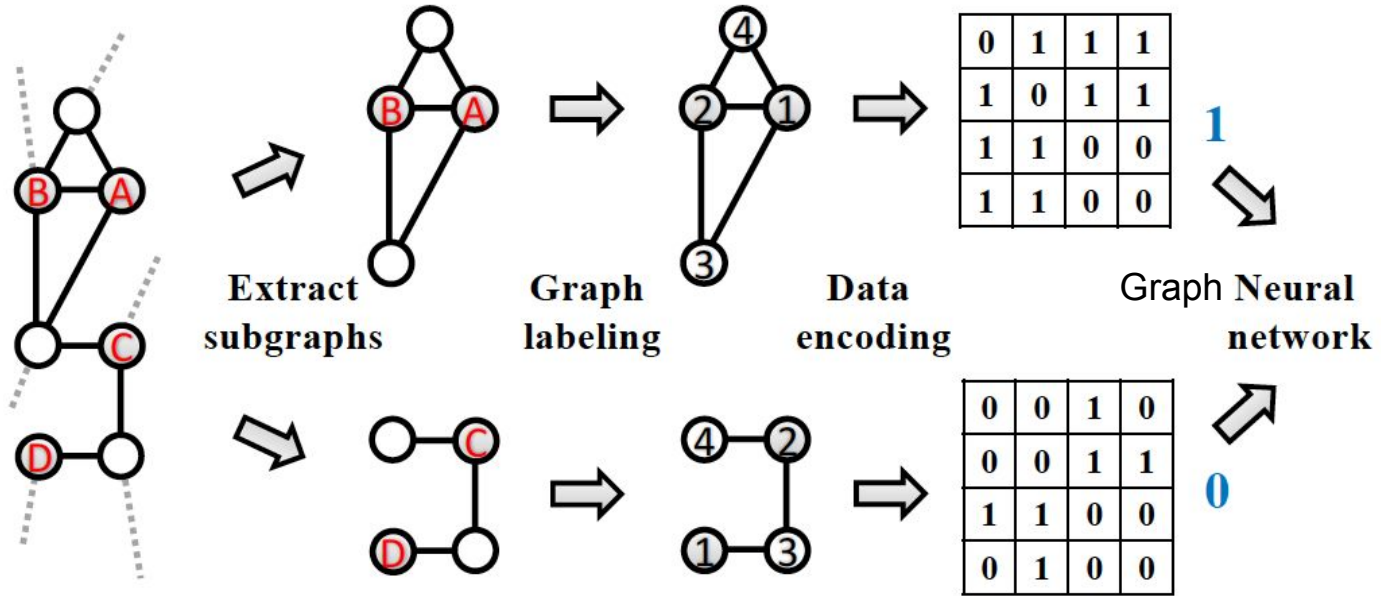 B A
C
D
B A
C
D
4
2 1
3
4 2
1 3
0 1 1 1
1 0 1 1
1 1 0 0
1 1 0 0
1
Extract
subgraphs
Graph
labeling
Data
encoding
Graph Neural
network
0 0 1 0
0 0 1 1
1 1 0 0
0 1 0 0
0